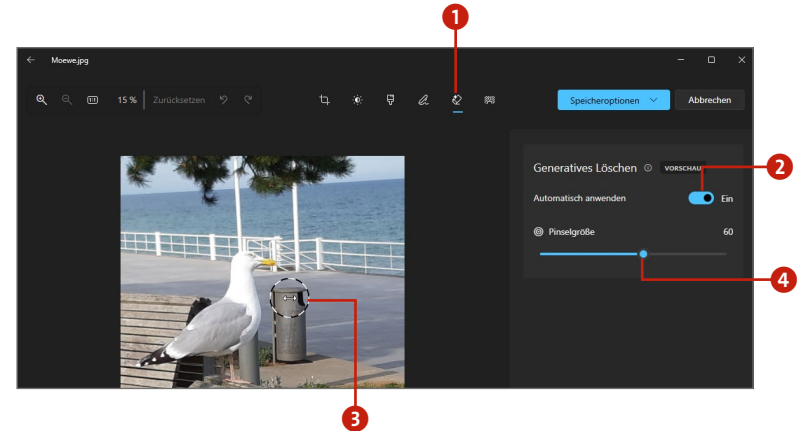 1
Moewe.jpg
15 % Zurücksetzen Speicheroptionen Abbrechen
Generatives Löschen VORSCHAU
2
Automatisch anwenden Ein
Pinselgröße 60
4
3